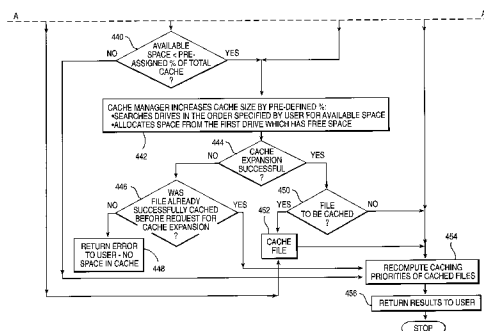 A
A
440
AVAILABLE
SPACE < PRE-
ASSIGNED % OF TOTAL
CACHE
?
NO
YES
CACHE MANAGER INCREASES CACHE SIZE BY PRE-DEFINED %:
•SEARCHES DRIVES IN THE ORDER SPECIFIED BY USER FOR AVAILABLE SPACE
•ALLOCATES SPACE FROM THE FIRST DRIVE WHICH HAS FREE SPACE
442
444
CACHE
EXPANSION
SUCCESSFUL
?
NO
YES
446
WAS
FILE ALREADY
SUCCESSFULLY CACHED
BEFORE REQUEST FOR
CACHE EXPANSION
?
NO
YES
450
FILE
TO BE CACHED
?
YES
NO
452
CACHE
FILE
RETURN ERROR
TO USER - NO
SPACE IN CACHE
448
454
RECOMPUTE CACHING
PRIORITIES OF CACHED FILES
456
RETURN RESULTS TO USER
STOP